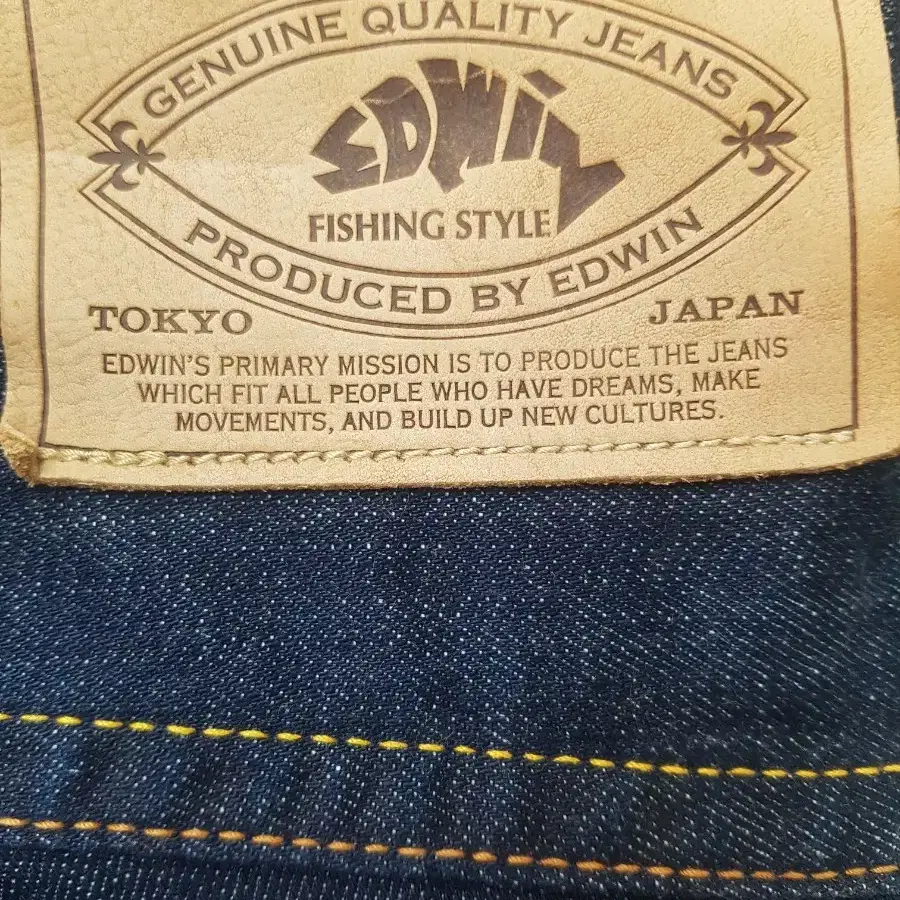 GENUINE QUALITY JEANS
EDWiN
FISHING STYLE
PRODUCED BY EDWIN
TOKYO JAPAN
EDWIN'S PRIMARY MISSION IS TO PRODUCE THE JEANS
WHICH FIT ALL PEOPLE WHO HAVE DREAMS, MAKE
MOVEMENTS, AND BUILD UP NEW CULTURES.